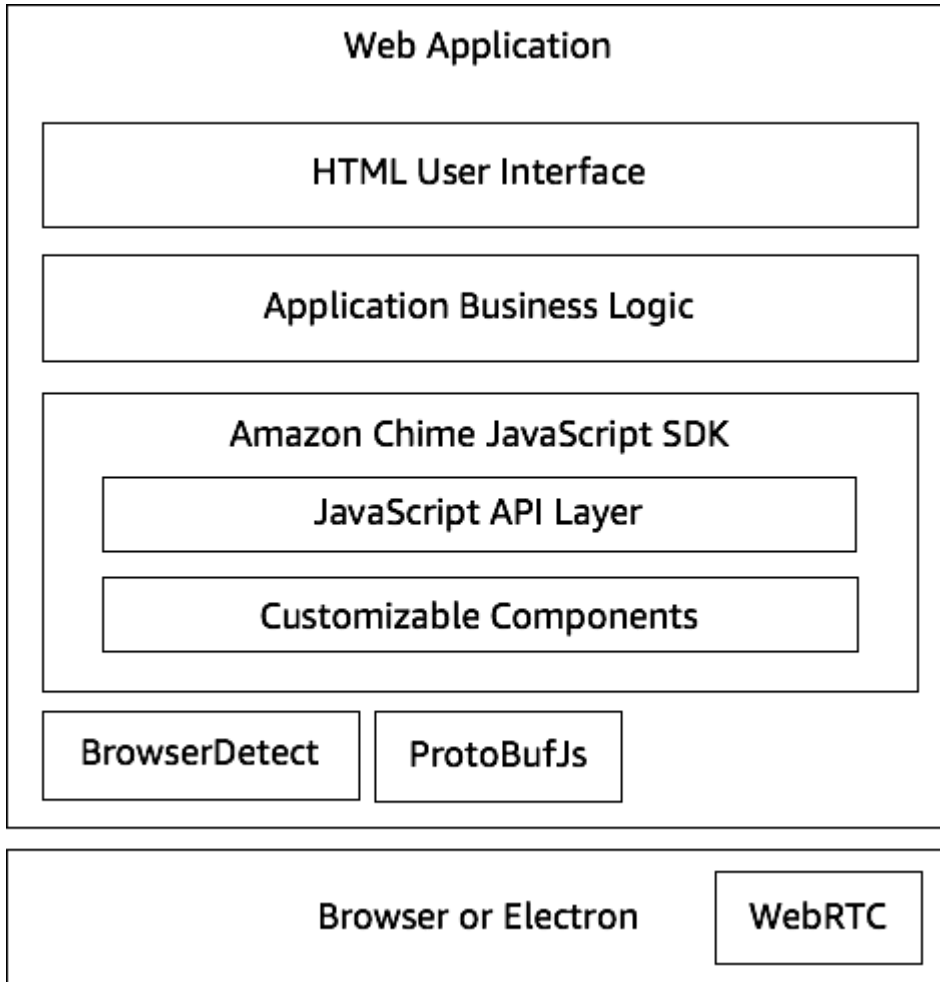 Web Application
HTML User Interface
Application Business Logic
Amazon Chime JavaScript SDK
JavaScript API Layer
Customizable Components
BrowserDetect
ProtoBufJs
Browser or Electron
WebRTC